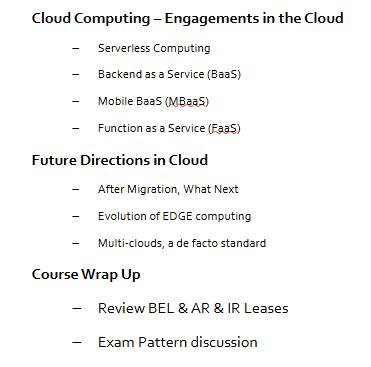 Cloud Computing – Engagements in the Cloud
– Serverless Computing
– Backend as a Service (BaaS)
– Mobile BaaS (MBaaS)
– Function as a Service (FaaS)
Future Directions in Cloud
– After Migration, What Next
– Evolution of EDGE computing
– Multi-clouds, a de facto standard
Course Wrap Up
– Review BEL & AR & IR Leases
– Exam Pattern discussion